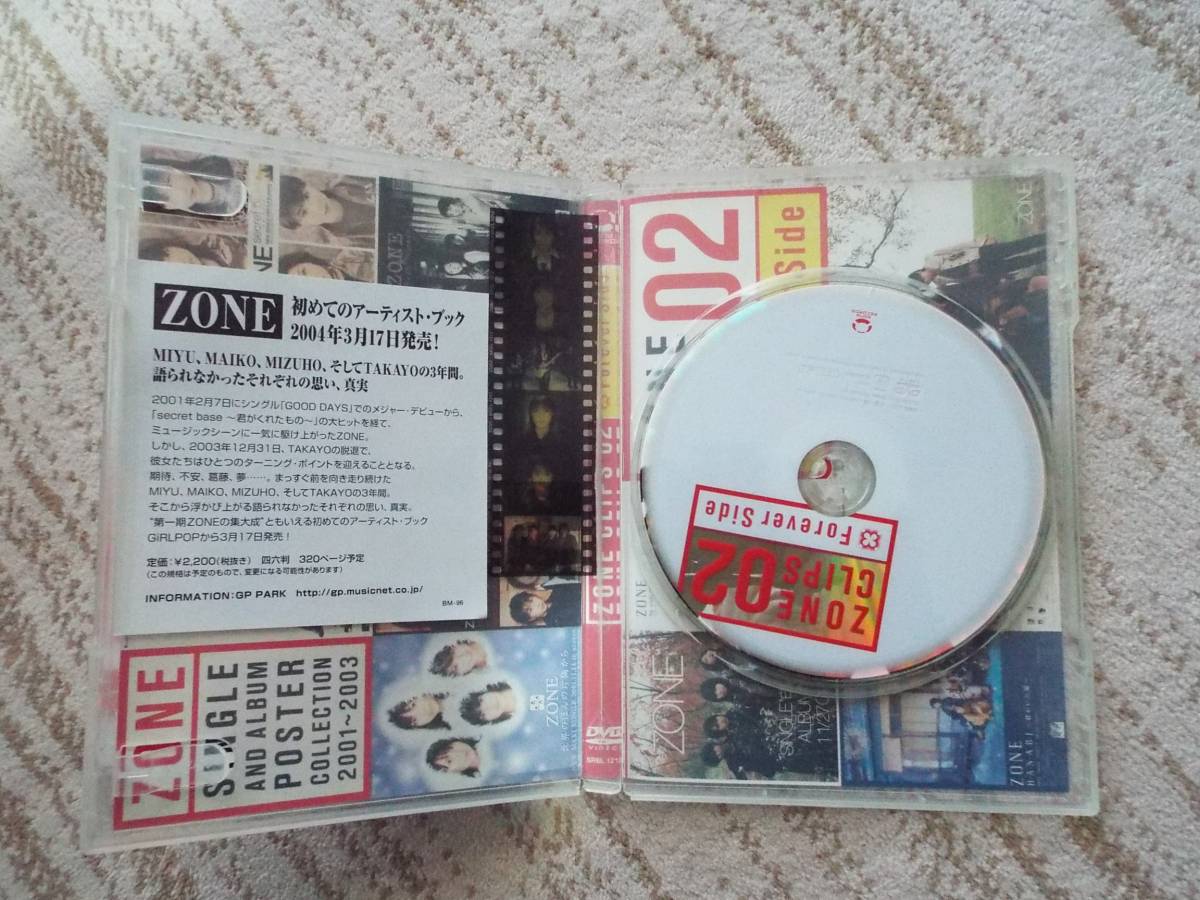 ZONE
初めてのアーティスト・ブック
2004年3月17日発売!
MIYU、MAIKO、MIZUHO、そしてTAKAYOの3年間。
語られなかったそれぞれの思い、真実
2001年2月7日にシングル「GOOD DAYS」でのメジャー・デビューから、
「secret base 〜君がくれたもの〜」の大ヒットを経て、
ミュージックシーンに一気に駆け上がったZONE。
しかし、2003年12月31日、TAKAYOの脱退で、
彼女たちはひとつのターニング・ポイントを迎えることとなる。
期待、不安、葛藤、夢……。まっすぐ前を向き走り続けた
MIYU、MAIKO、MIZUHO、そしてTAKAYOの3年間。
そこから浮かび上がる語られなかったそれぞれの思い、真実。
"第一期ZONEの集大成"ともいえる初めてのアーティスト・ブック
GiRLPOPから3月17日発売!
定価:¥2,200(税抜き) 四六判 320ページ予定
(この規格は予定のもので、変更になる可能性があります)
INFORMATION:GP PARK http://gp.musicnet.co.jp/
BM-96
ZONE
SINGLE
AND ALBUM
POSTER
COLLECTION
2001~2003
ZONE
ZONE
ZONE CLIPS 02
Forever Side
DVD
VIDEO
02
Side
ZONE
ZONE
CLIPS 02
Forever Side
ZONE
ZONE
ZONE
HANABI